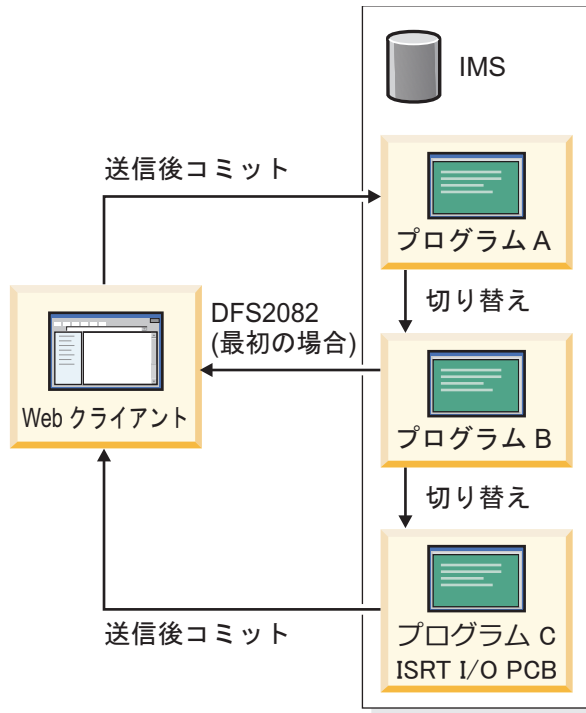 IMS
送信後コミット
プログラム A
切り替え
DFS2082
(最初の場合)
Web クライアント
プログラム B
切り替え
送信後コミット
プログラム C
ISRT I/O PCB